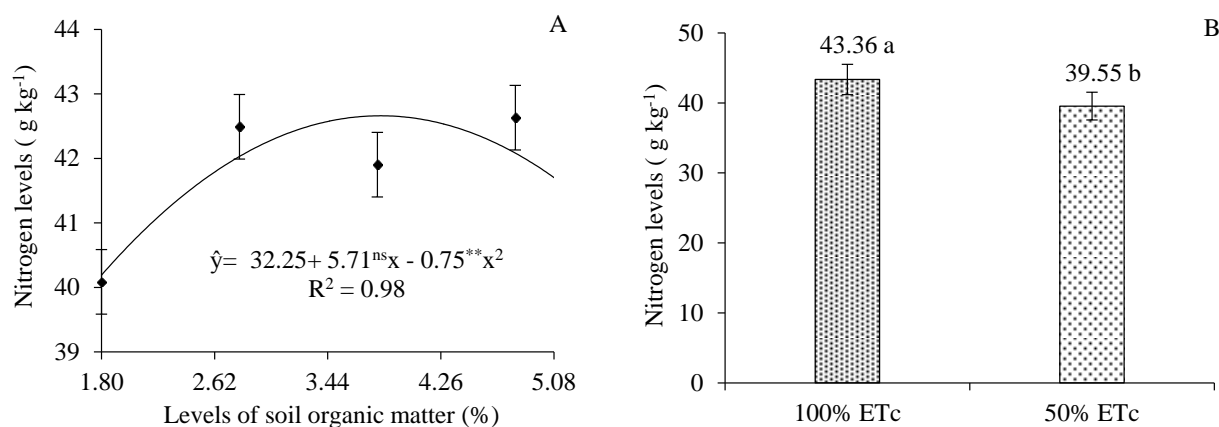 A
Nitrogen levels ( g kg-1)
44
43
42
41
40
39
ŷ= 32.25+ 5.71nsx - 0.75**x2
R2 = 0.98
1.80 2.62 3.44 4.26 5.08
Levels of soil organic matter (%)
B
Nitrogen levels ( g kg-1)
50
40
30
20
10
0
43.36 a
39.55 b
100% ETc 50% ETc